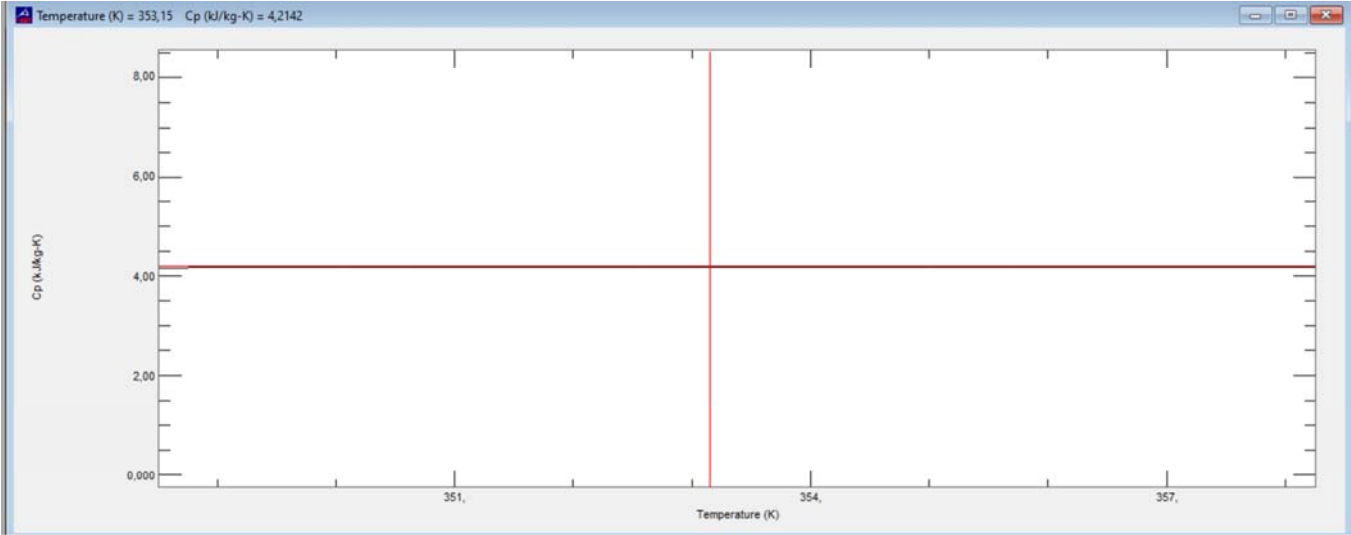 Temperature (K) = 353,15 Cp (kJ/kg-K) = 4,2142
8,00
6,00
Cp (kJ/kg-K)
4,00
2,00
0,000
351, 354, 357,
Temperature (K)